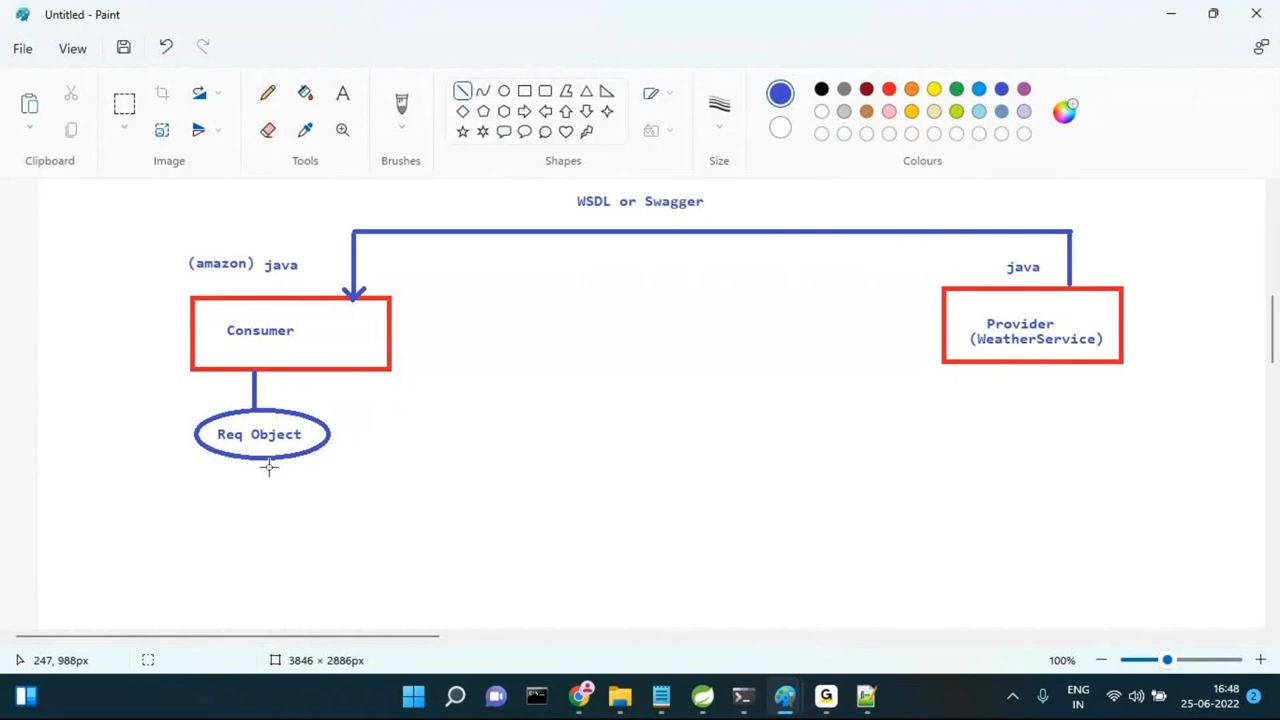 Untitled - Paint
File
View
Clipboard
Image
Tools
Brushes
Shapes
Size
Colours
WSDL or Swagger
(amazon) java
java
Consumer
Provider
(WeatherService)
Req Object
247, 988px
3846 × 2886px
100%
ENG
IN
16:48
25-06-2022
2